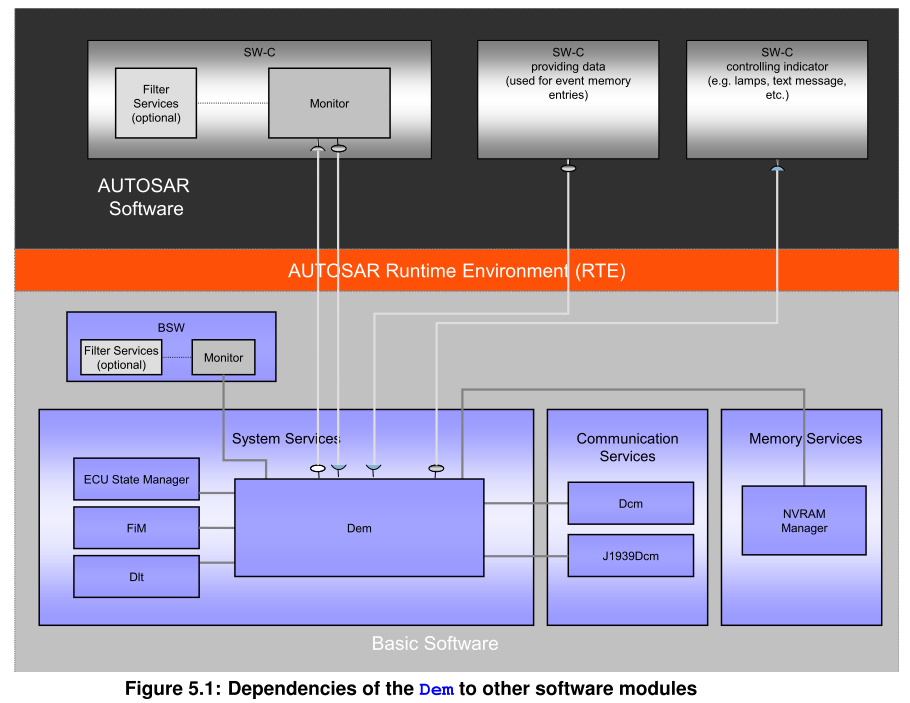 SW-C
Filter
Services
(optional)
Monitor
SW-C
providing data
(used for event memory
entries)
SW-C
controlling indicator
(e.g. lamps, text message,
etc.)
AUTOSAR
Software
AUTOSAR Runtime Environment (RTE)
BSW
Filter Services
(optional)
Monitor
System Services
ECU State Manager
FiM
Dlt
Dem
Communication
Services
Dcm
J1939Dcm
Memory Services
NVRAM
Manager
Basic Software
Figure 5.1: Dependencies of the Dem to other software modules